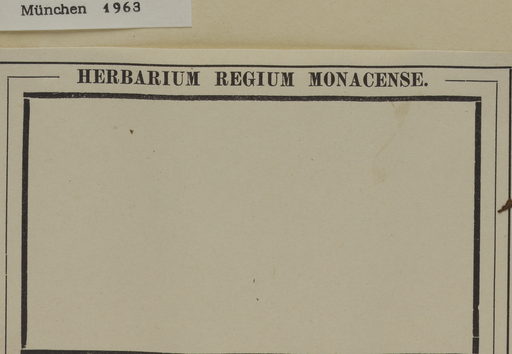 München 1963
HERBARIUM REGIUM MONACENSE.